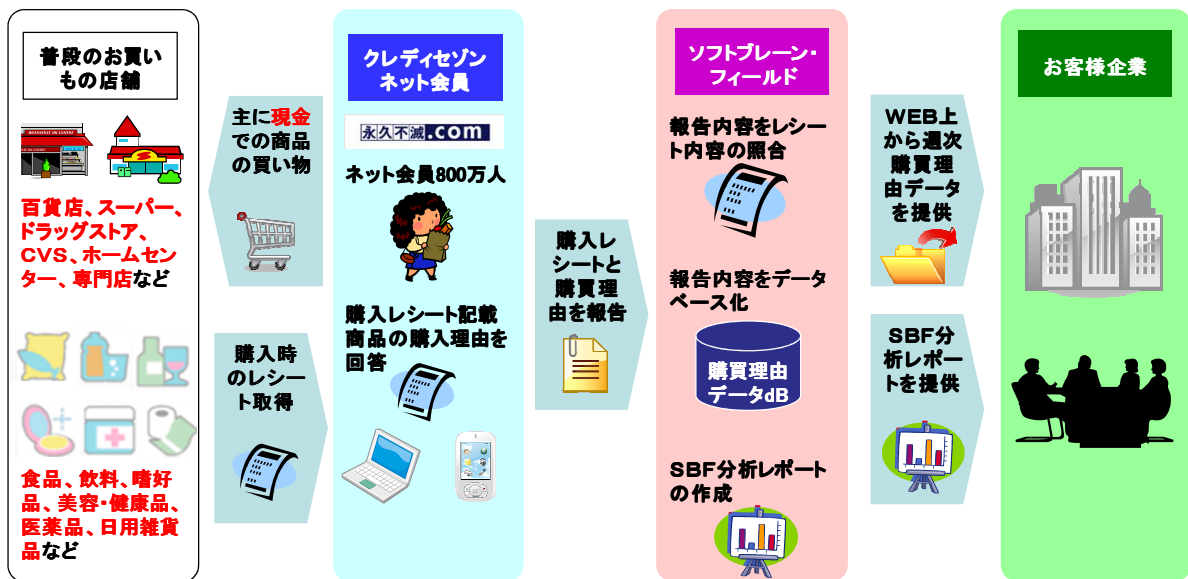 普段のお買い
もの店舗
百貨店、スーパー、
ドラッグストア、
CVS、ホームセン
ター、専門店など
食品、飲料、嗜好
品、美容・健康品、
医薬品、日用雑貨
品など
主に現金
での商品
の買い物
購入時
のレシー
ト取得
クレディセゾン
ネット会員
永久不滅.com
ネット会員800万人
購入レシート記載
商品の購入理由を
回答
購入レ
シートと
購買理
由を報告
ソフトブレーン・
フィールド
報告内容をレシー
ト内容の照合
報告内容をデータ
ベース化
購買理由
データdB
SBF分析レポート
の作成
WEB上
から週次
購買理
由データ
を提供
SBF分
析レポー
トを提供
お客様企業